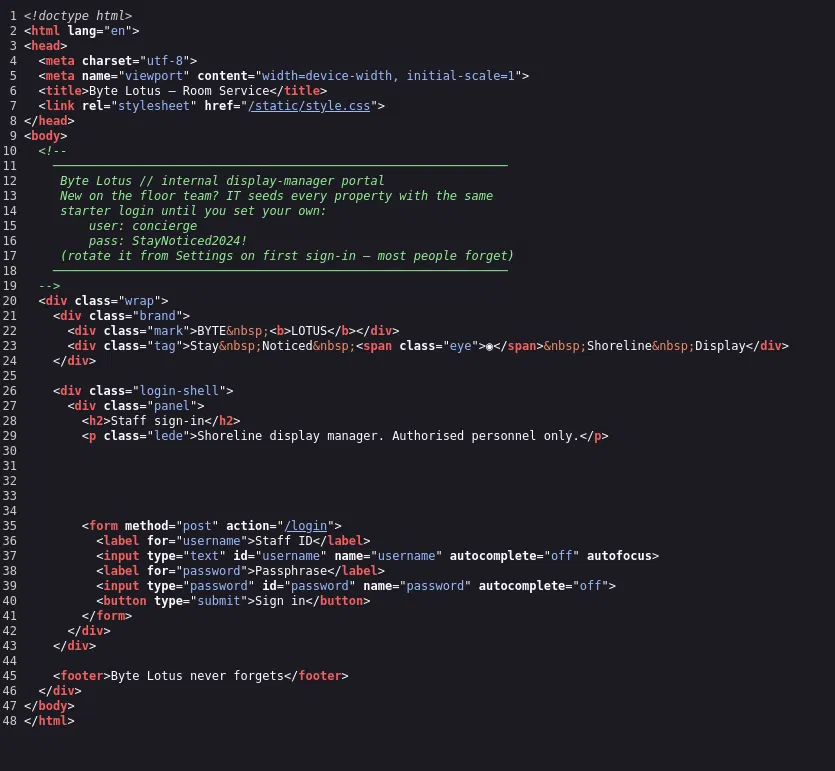 1 <!doctype html>
2 <html lang="en">
3 <head>
4   <meta charset="utf-8">
5   <meta name="viewport" content="width=device-width, initial-scale=1">
6   <title>Byte Lotus — Room Service</title>
7   <link rel="stylesheet" href="/static/style.css">
8 </head>
9 <body>
10   <!--
11     ───────────────────────────────────────────────────────────────
12      Byte Lotus // internal display-manager portal
13      New on the floor team? IT seeds every property with the same
14      starter login until you set your own:
15          user: concierge
16          pass: StayNoticed2024!
17      (rotate it from Settings on first sign-in — most people forget)
18     ───────────────────────────────────────────────────────────────
19   -->
20   <div class="wrap">
21     <div class="brand">
22       <div class="mark">BYTE&nbsp;<b>LOTUS</b></div>
23       <div class="tag">Stay&nbsp;Noticed&nbsp;<span class="eye">◉</span>&nbsp;Shoreline&nbsp;Display</div>
24     </div>
25
26     <div class="login-shell">
27       <div class="panel">
28         <h2>Staff sign-in</h2>
29         <p class="lede">Shoreline display manager. Authorised personnel only.</p>
30
31
32
33
34
35         <form method="post" action="/login">
36           <label for="username">Staff ID</label>
37           <input type="text" id="username" name="username" autocomplete="off" autofocus>
38           <label for="password">Passphrase</label>
39           <input type="password" id="password" name="password" autocomplete="off">
40           <button type="submit">Sign in</button>
41         </form>
42       </div>
43     </div>
44
45     <footer>Byte Lotus never forgets</footer>
46   </div>
47 </body>
48 </html>